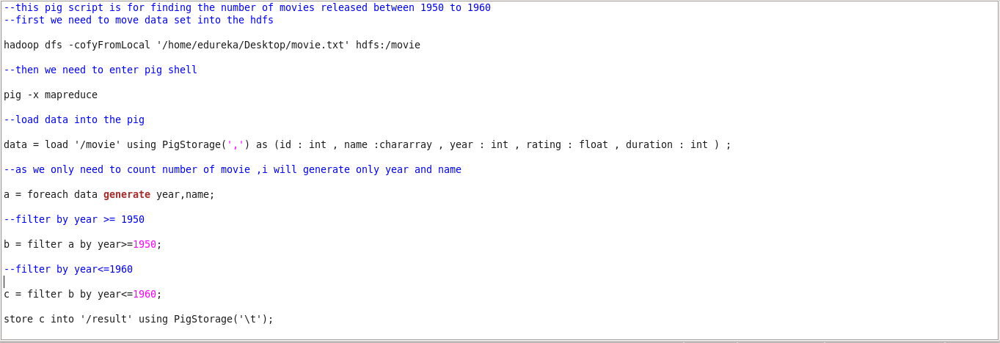 --this pig script is for finding the number of movies released between 1950 to 1960
--first we need to move data set into the hdfs
hadoop dfs -cofyFromLocal '/home/edureka/Desktop/movie.txt' hdfs:/movie
--then we need to enter pig shell
pig -x mapreduce
--load data into the pig
data = load '/movie' using PigStorage(',') as (id : int , name :chararray , year : int , rating : float , duration : int ) ;
--as we only need to count number of movie ,i will generate only year and name
a = foreach data generate year,name;
--filter by year >= 1950
b = filter a by year>=1950;
--filter by year<=1960
c = filter b by year<=1960;
store c into '/result' using PigStorage('\t');